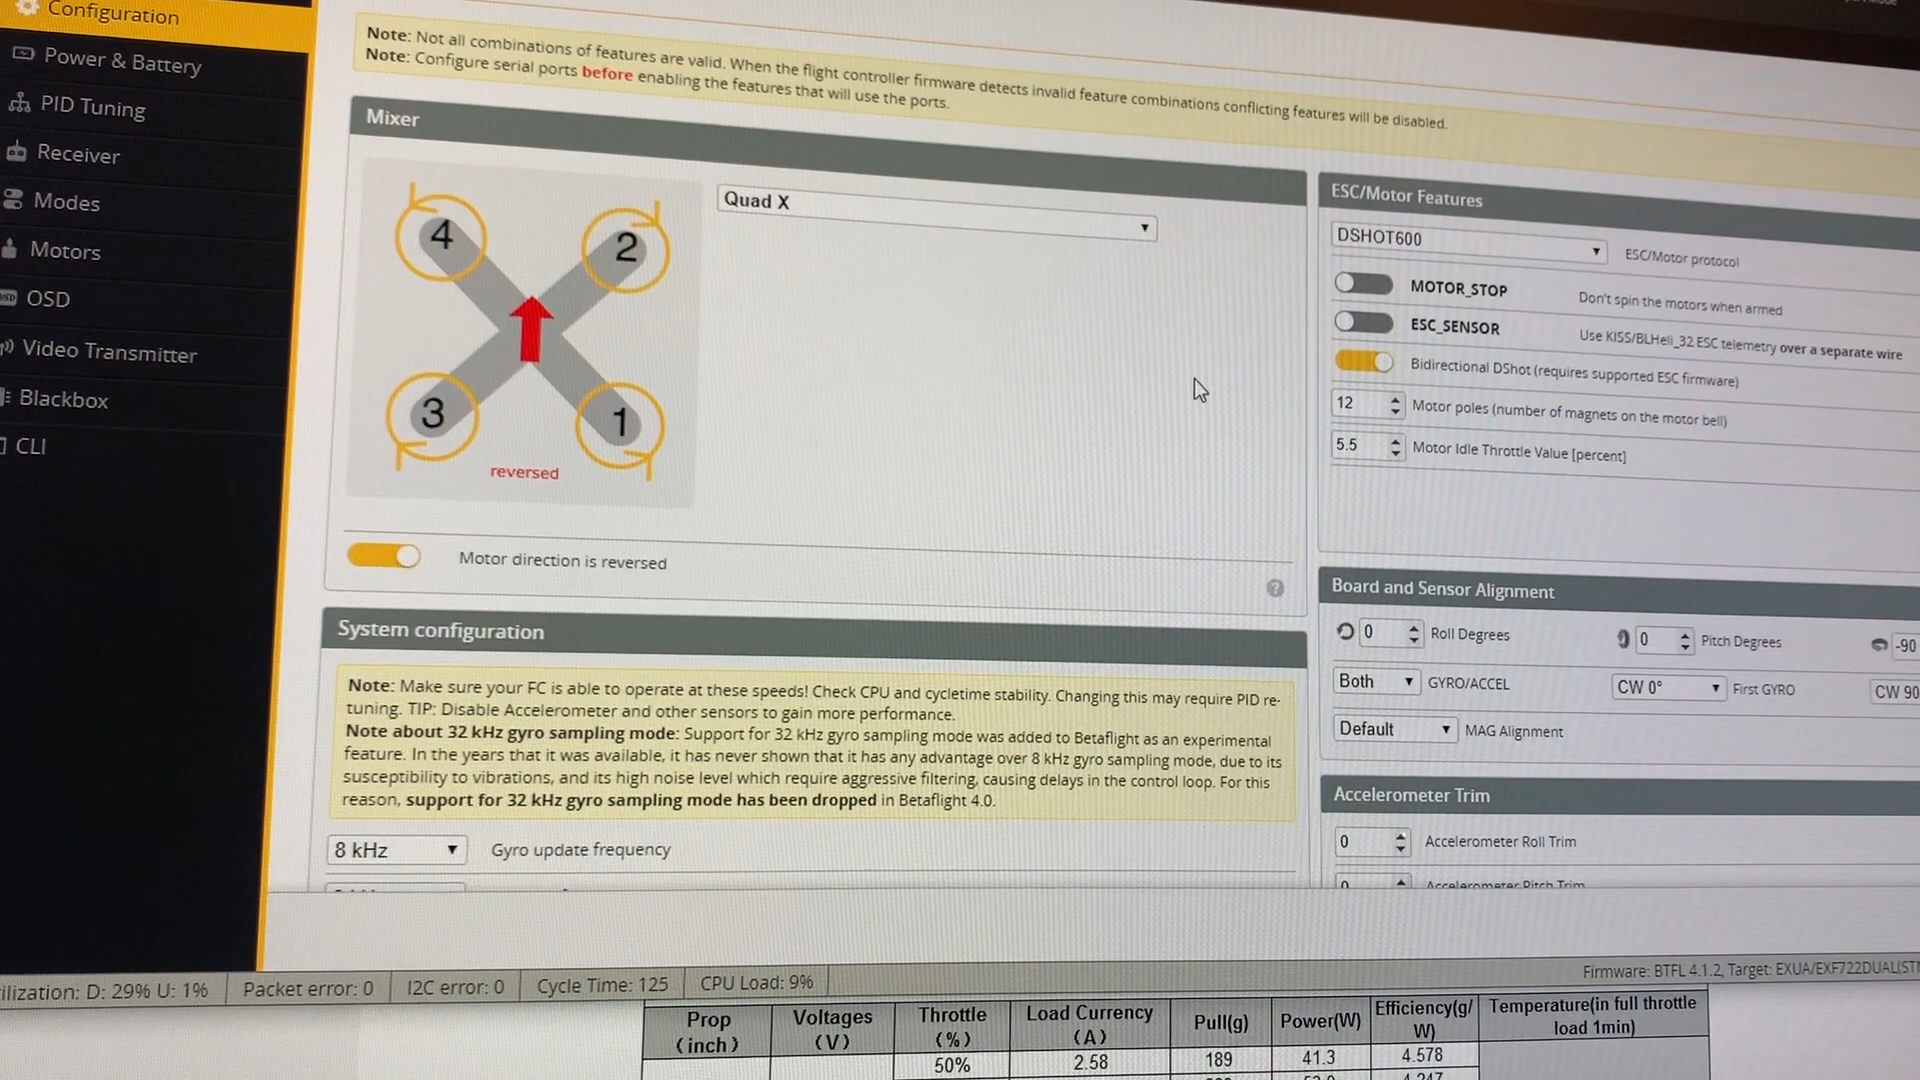 Configuration
Power & Battery
PID Tuning
Receiver
Modes
Motors
OSD
Video Transmitter
Blackbox
CLI
Note: Not all combinations of features are valid. When the flight controller firmware detects invalid feature combinations conflicting features will be disabled.
Note: Configure serial ports before enabling the features that will use the ports.
Mixer
4
2
3
1
reversed
Quad X
Motor direction is reversed
?
ESC/Motor Features
DSHOT600
ESC/Motor protocol
MOTOR_STOP
Don't spin the motors when armed
ESC_SENSOR
Use KISS/BLHeli_32 ESC telemetry over a separate wire
Bidirectional DShot (requires supported ESC firmware)
12
Motor poles (number of magnets on the motor bell)
5.5
Motor Idle Throttle Value [percent]
System configuration
Note: Make sure your FC is able to operate at these speeds! Check CPU and cycletime stability. Changing this may require PID re-
tuning. TIP: Disable Accelerometer and other sensors to gain more performance.
Note about 32 kHz gyro sampling mode: Support for 32 kHz gyro sampling mode was added to Betaflight as an experimental
feature. In the years that it was available, it has never shown that it has any advantage over 8 kHz gyro sampling mode, due to its
susceptibility to vibrations, and its high noise level which require aggressive filtering, causing delays in the control loop. For this
reason, support for 32 kHz gyro sampling mode has been dropped in Betaflight 4.0.
8 kHz
Gyro update frequency
Board and Sensor Alignment
0 Roll Degrees
0 Pitch Degrees
-90
Both GYRO/ACCEL
CW 0° First GYRO
CW 90
Default MAG Alignment
Accelerometer Trim
0 Accelerometer Roll Trim
0 Accelerometer Pitch Trim
ilization: D: 29% U: 1%
Packet error: 0
I2C error: 0
Cycle Time: 125
CPU Load: 9%
Firmware: BTFL 4.1.2, Target: EXUA/EXF722DUAL(ST
Prop (inch)
Voltages (V)
Throttle (%)
Load Currency (A)
Pull(g)
Power(W)
Efficiency(g/W)
Temperature(in full throttle load 1min)
50%
2.58
189
41.3
4.578
4.247